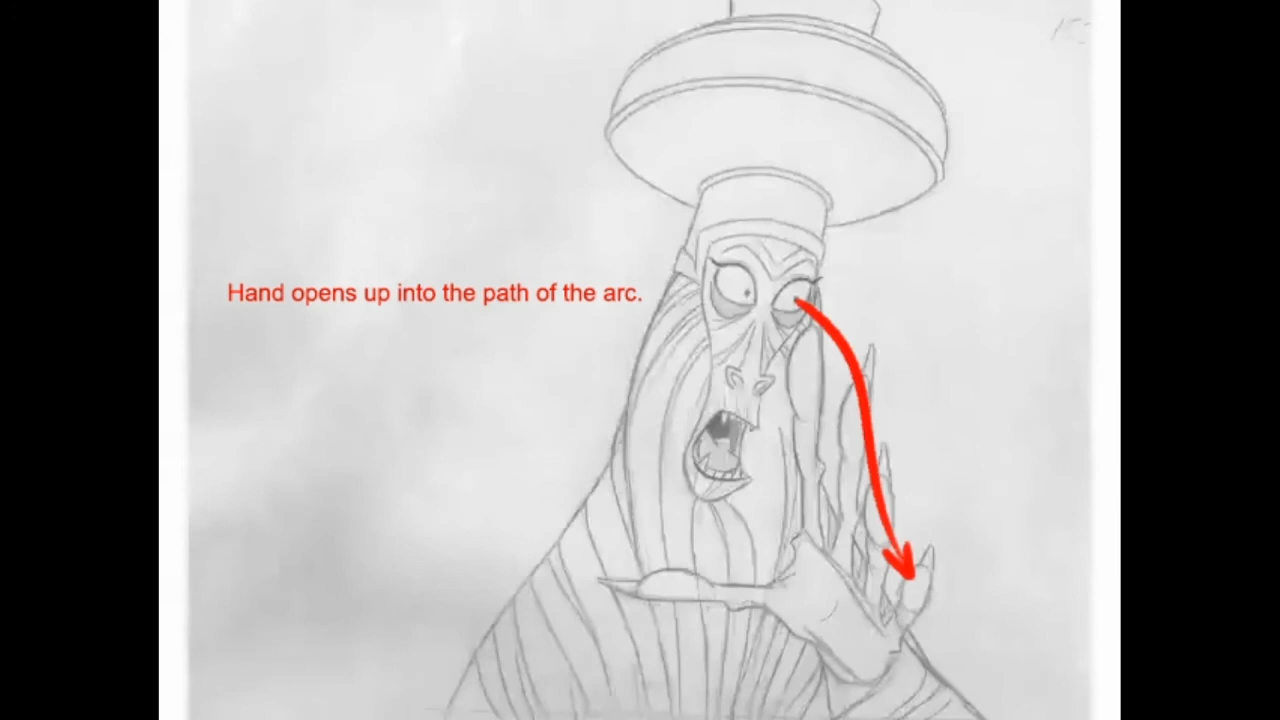 Hand opens up into the path of the arc.